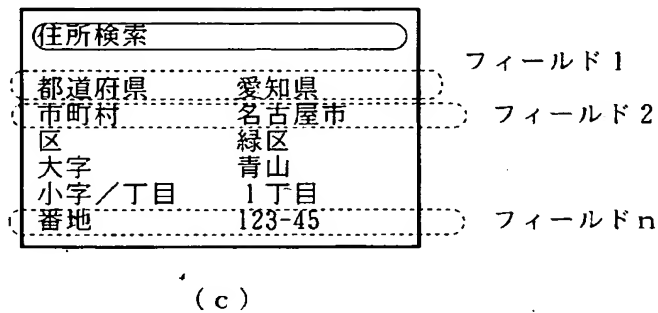 住所検索
フィールド1
都道府県 愛知県
市町村 名古屋市 フィールド2
区 緑区
大字 青山
小字／丁目 1丁目
番地 123-45 フィールドn
(c)